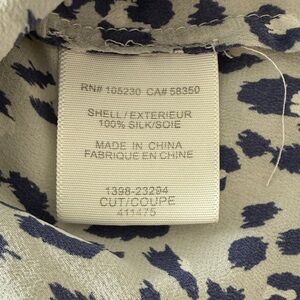 RN# 105230 CA# 58350
SHELL/EXTERIEUR
100% SILK/SOIE
MADE IN CHINA
FABRIQUE EN CHINE
1398-23294
CUT/COUPE
411475